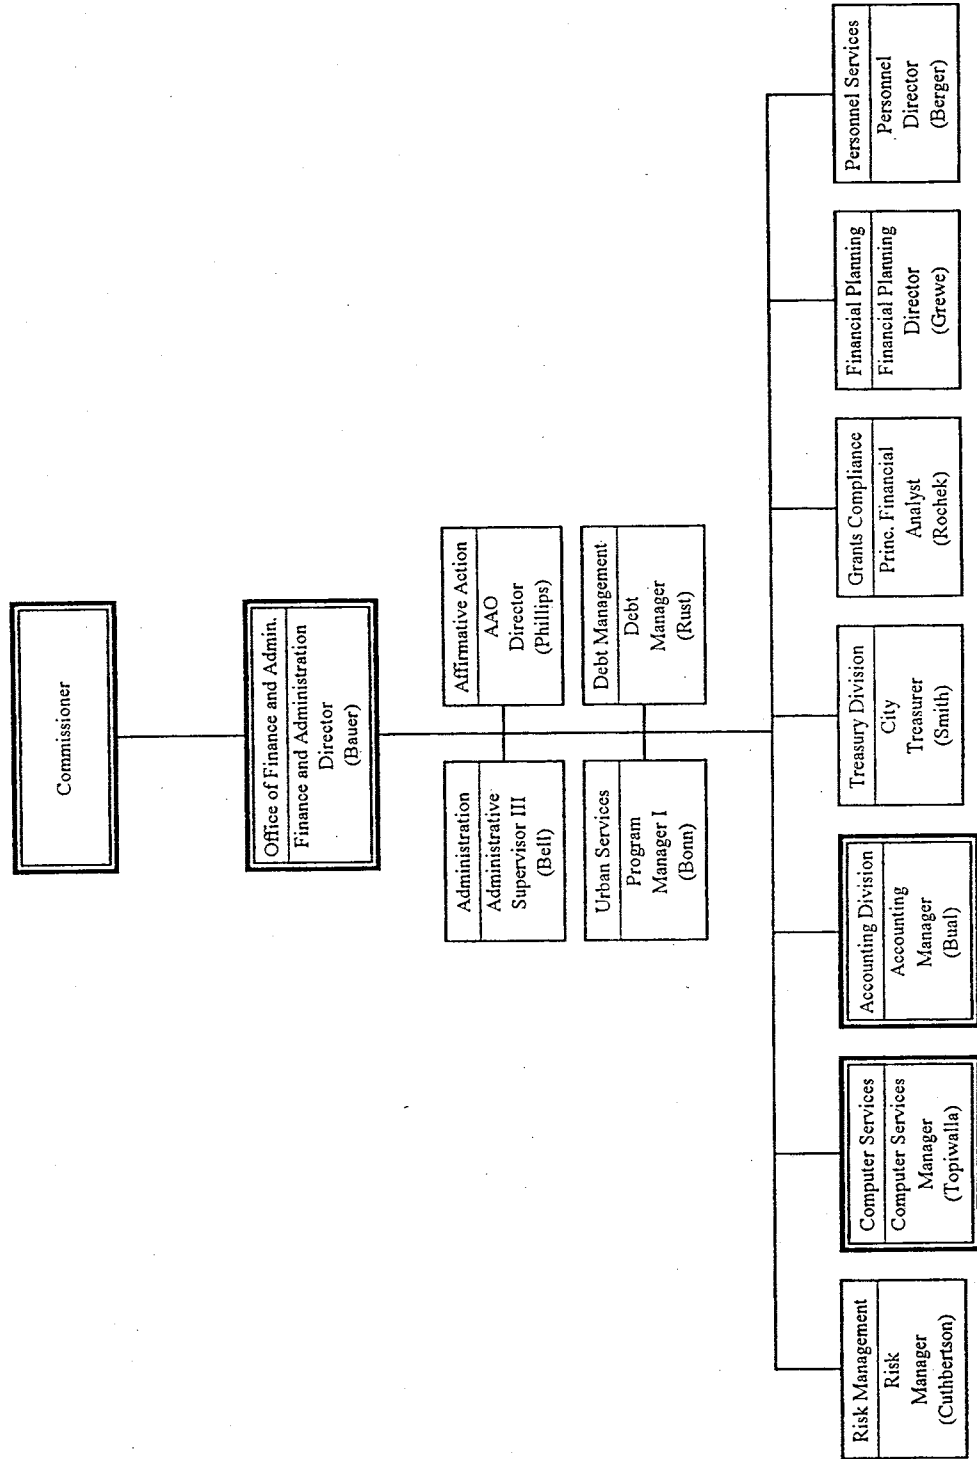 Commissioner
Office of Finance and Admin.
Finance and Administration
Director
(Bauer)
Administration
Administrative
Supervisor III
(Bell)
Affirmative Action
AAO
Director
(Phillips)
Urban Services
Program
Manager I
(Bonn)
Debt Management
Debt
Manager
(Rust)
Risk Management
Risk
Manager
(Cuthbertson)
Computer Services
Computer Services
Manager
(Topiwalla)
Accounting Division
Accounting
Manager
(Bual)
Treasury Division
City
Treasurer
(Smith)
Grants Compliance
Princ. Financial
Analyst
(Rochek)
Financial Planning
Financial Planning
Director
(Grewe)
Personnel Services
Personnel
Director
(Berger)